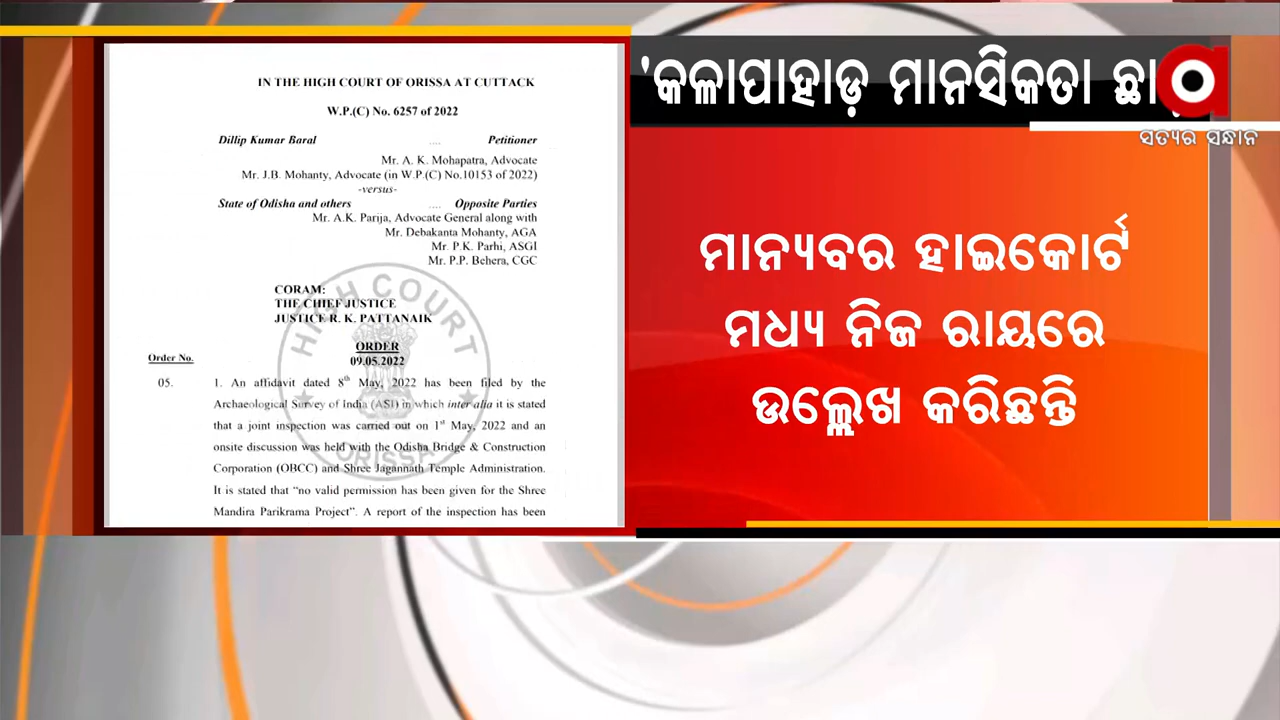 IN THE HIGH COURT OF ORISSA AT CUTTACK
W.P.(C) No. 6257 of 2022
Dillip Kumar Baral .... Petitioner
Mr. A. K. Mohapatra, Advocate
Mr. J.B. Mohanty, Advocate (in W.P.(C) No.10153 of 2022)
-versus-
State of Odisha and others .... Opposite Parties
Mr. A.K. Parija, Advocate General along with
Mr. Debakanta Mohanty, AGA
Mr. P.K. Parhi, ASGI
Mr. P.P. Behera, CGC
CORAM:
THE CHIEF JUSTICE
JUSTICE R. K. PATTANAIK
ORDER
09.05.2022
Order No.
05. 1. An affidavit dated 8th May, 2022 has been filed by the
Archaeological Survey of India (ASI) in which inter alia it is stated
that a joint inspection was carried out on 1st May, 2022 and an
onsite discussion was held with the Odisha Bridge & Construction
Corporation (OBCC) and Shree Jagannath Temple Administration.
It is stated that “no valid permission has been given for the Shree
Mandira Parikrama Project”. A report of the inspection has been
HIGH COURT
ORISSA
'କଳାପାହାଡ଼ ମାନସିକତା
ସତ୍ୟର ସନ୍ଧାନ
ମାନ୍ୟବର ହାଇକୋର୍ଟ
ମଧ୍ୟ ନିଜ ରାୟରେ
ଉଲ୍ଲେଖ କରିଛନ୍ତି